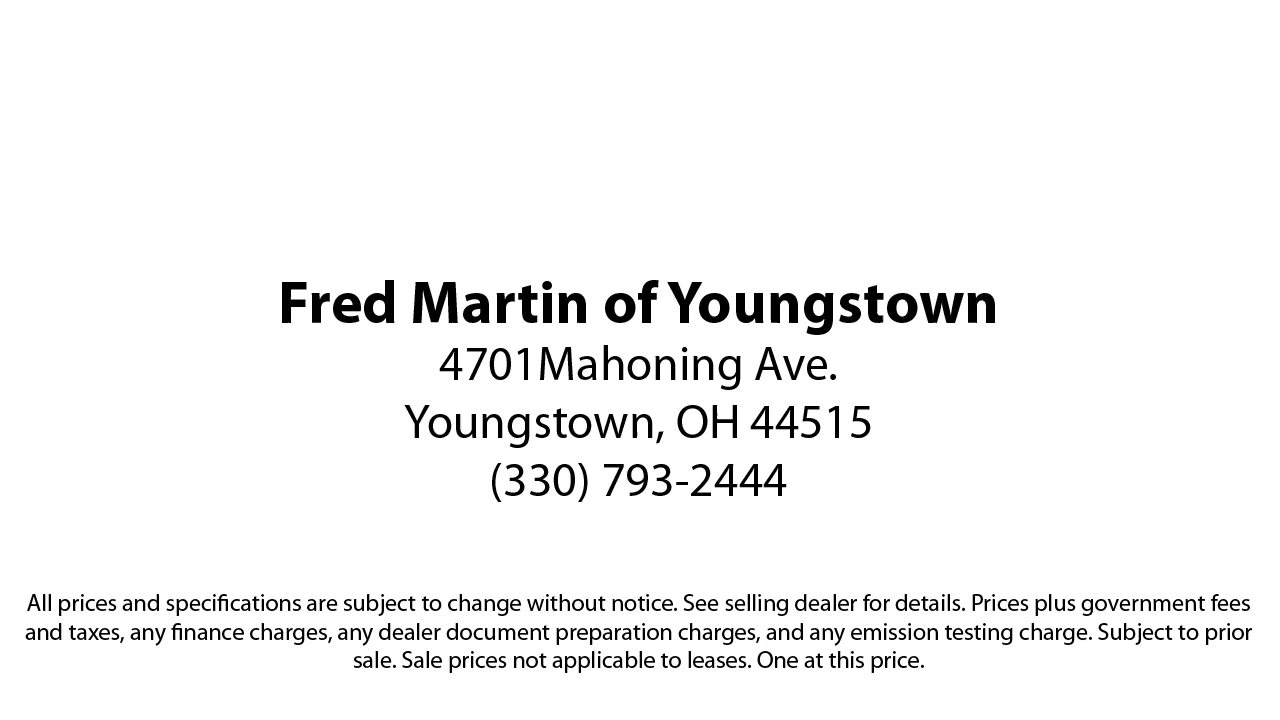 Fred Martin of Youngstown
4701Mahoning Ave.
Youngstown, OH 44515
(330) 793-2444
All prices and specifications are subject to change without notice. See selling dealer for details. Prices plus government fees
and taxes, any finance charges, any dealer document preparation charges, and any emission testing charge. Subject to prior
sale. Sale prices not applicable to leases. One at this price.